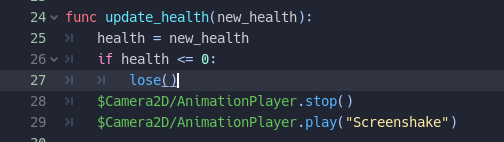 24 func update_health(new_health):
25 health = new_health
26 if health <= 0:
27 lose()
28 $Camera2D/AnimationPlayer.stop()
29 $Camera2D/AnimationPlayer.play("Screenshake")